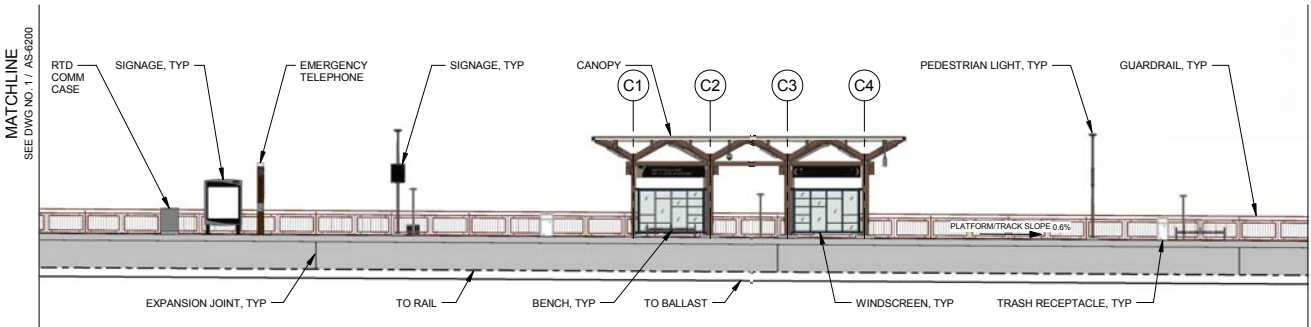 MATCHLINE
SEE DWG NO. 1 / AS-6200
RTD
COMM
CASE
SIGNAGE, TYP
EMERGENCY
TELEPHONE
SIGNAGE, TYP
CANOPY
C1
C2
C3
C4
PEDESTRIAN LIGHT, TYP
GUARDRAIL, TYP
PLATFORM/TRACK SLOPE 0.6%
EXPANSION JOINT, TYP
TO RAIL
BENCH, TYP
TO BALLAST
WINDSCREEN, TYP
TRASH RECEPTACLE, TYP